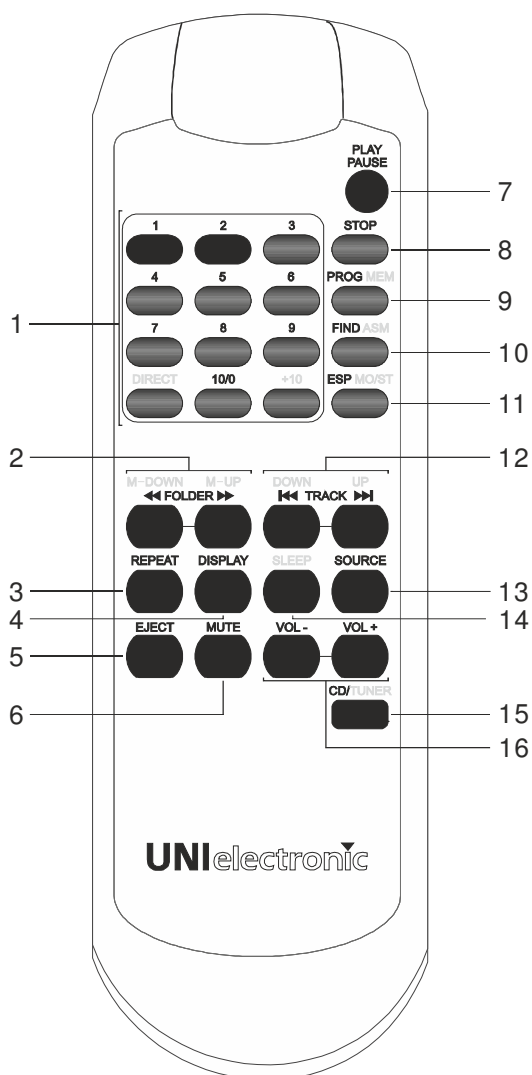 PLAY
PAUSE
7
1 2 3 STOP
8
4 5 6 PROG MEM
9
1
7 8 9 FIND ASM
10
DIRECT 10/0 +10 ESP MO/ST
11
2
12
M-DOWN M-UP DOWN UP
◀◀ FOLDER ▶▶ |◀◀ TRACK ▶▶|
REPEAT DISPLAY SLEEP SOURCE
3
13
4
14
EJECT MUTE VOL - VOL +
5
6
CD/TUNER
15
16
UNI electronic